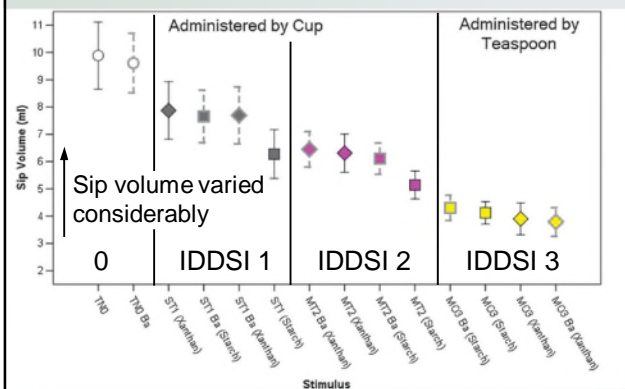 Administered by Cup
Administered by
Teaspoon
11
10
9
8
7
6
5
4
3
2
Sip Volume (ml)
Sip volume varied
considerably
0
IDDSI 1
IDDSI 2
IDDSI 3
TN0
TN0 Ba
ST1 (Xanthan)
ST1 Ba (Starch)
ST1 Ba (Xanthan)
ST1 (Starch)
MT2 Ba (Xanthan)
MT2 (Xanthan)
MT2 Ba (Starch)
MT2 (Starch)
MO3 Ba (Starch)
MO3 (Starch)
MO3 (Xanthan)
MO3 Ba (Xanthan)
Stimulus